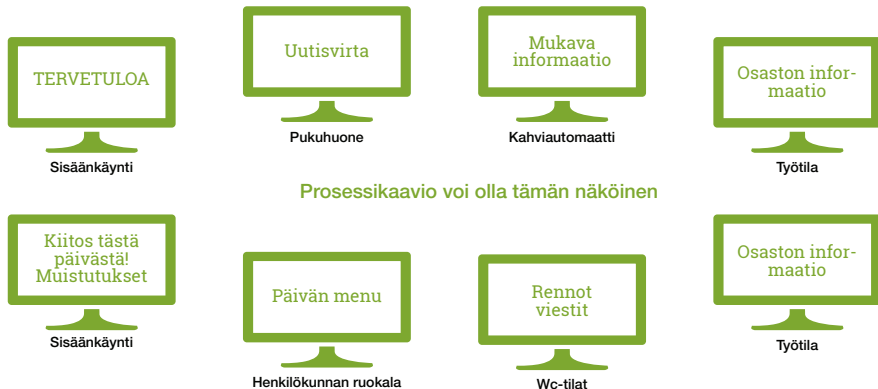 TERVETULOA
Sisäänkäynti
Uutisvirta
Pukuhuone
Mukava
informaatio
Kahviautomaatti
Osaston infor-
maatio
Työtila
Prosessikaavio voi olla tämän näköinen
Kiitos tästä
päivästä!
Muistutukset
Sisäänkäynti
Päivän menu
Henkilökunnan ruokala
Rennot
viestit
Wc-tilat
Osaston infor-
maatio
Työtila